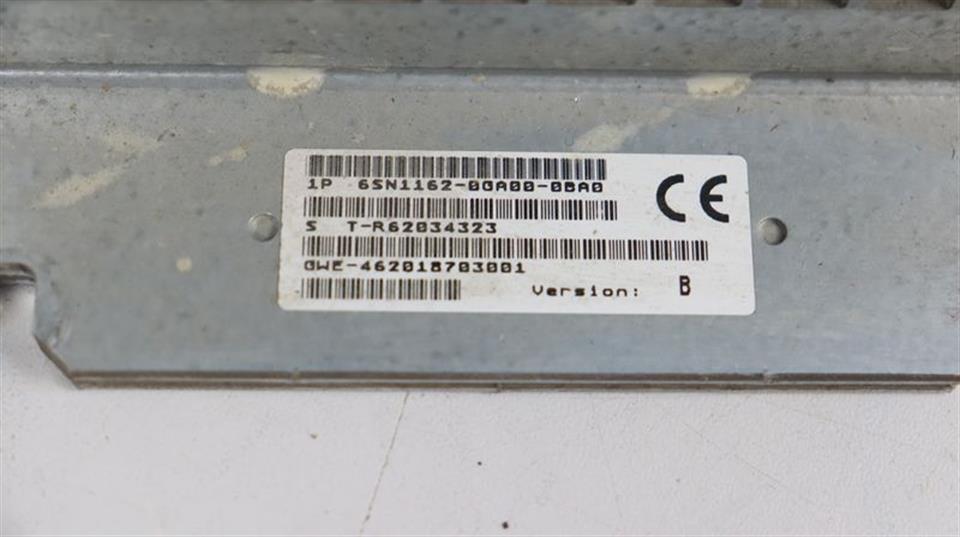 1P 6SN1162-0GA00-0BA0
CE
S T-R62034323
GWE-462018703001
Version: B